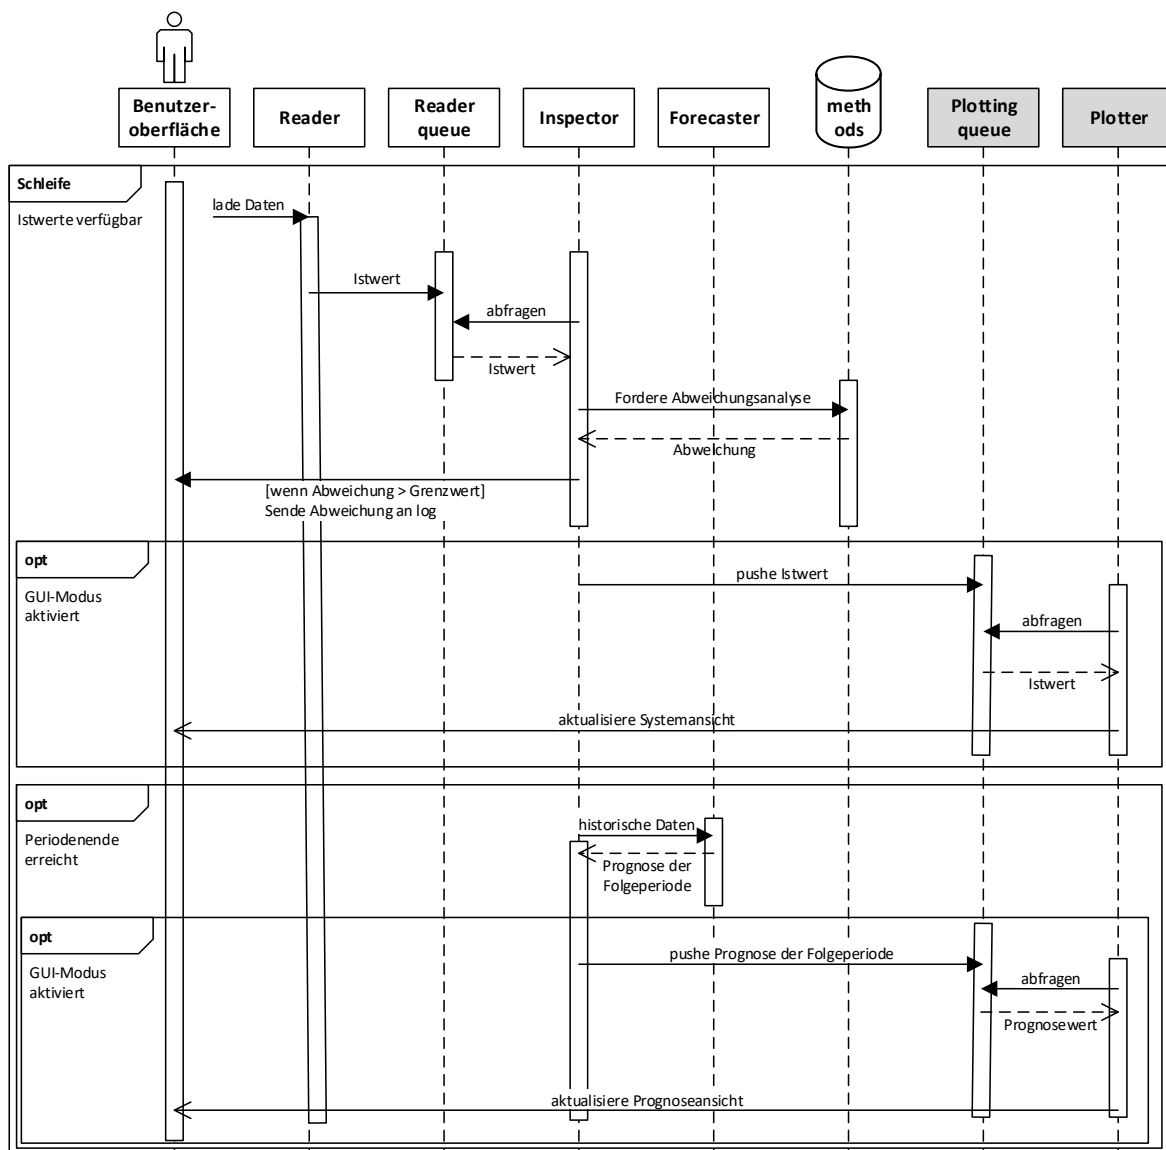 Benutzer-
oberfläche
Reader
Reader
queue
Inspector
Forecaster
meth
ods
Plotting
queue
Plotter
Schleife
Istwerte verfügbar
lade Daten
Istwert
abfragen
Istwert
Fordere Abweichungsanalyse
Abweichung
[wenn Abweichung > Grenzwert]
Sende Abweichung an log
opt
GUI-Modus
aktiviert
pushe Istwert
abfragen
Istwert
aktualisiere Systemansicht
opt
Periodenende
erreicht
historische Daten
Prognose der
Folgeperiode
opt
GUI-Modus
aktiviert
pushe Prognose der Folgeperiode
abfragen
Prognosewert
aktualisiere Prognoseansicht